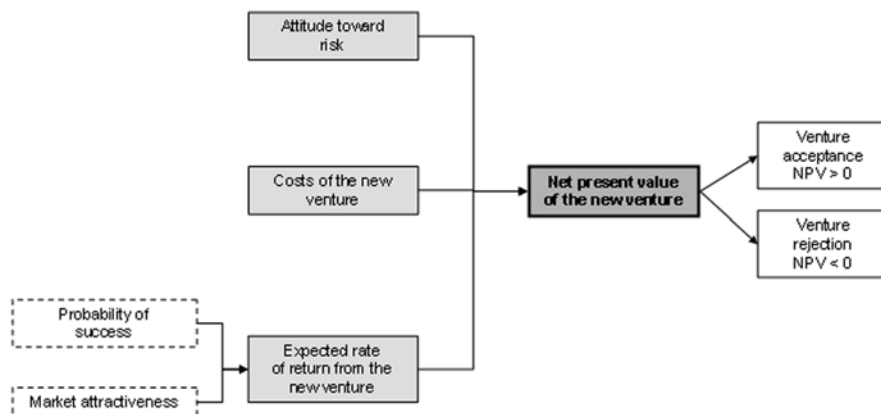 Attitude toward
risk
Costs of the new
venture
Net present value
of the new venture
Venture
acceptance
NPV > 0
Venture
rejection
NPV < 0
Probability of
success
Market attractiveness
Expected rate
of return from the
new venture